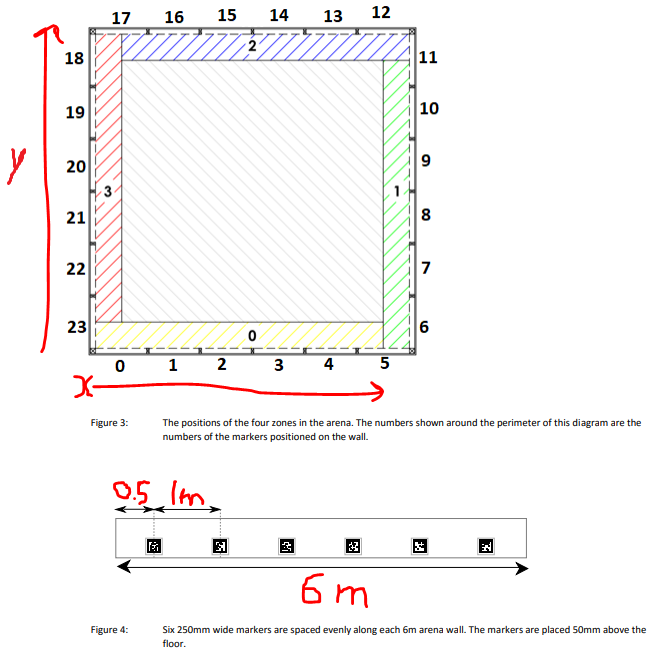 17 16 15 14 13 12
2
18 11
19 10
y 20 9
3 1
21 8
22 7
23 6
0
0 1 2 3 4 5
x
Figure 3: The positions of the four zones in the arena. The numbers shown around the perimeter of this diagram are the
numbers of the markers positioned on the wall.
0.5 1m
6 m
Figure 4: Six 250mm wide markers are spaced evenly along each 6m arena wall. The markers are placed 50mm above the
floor.